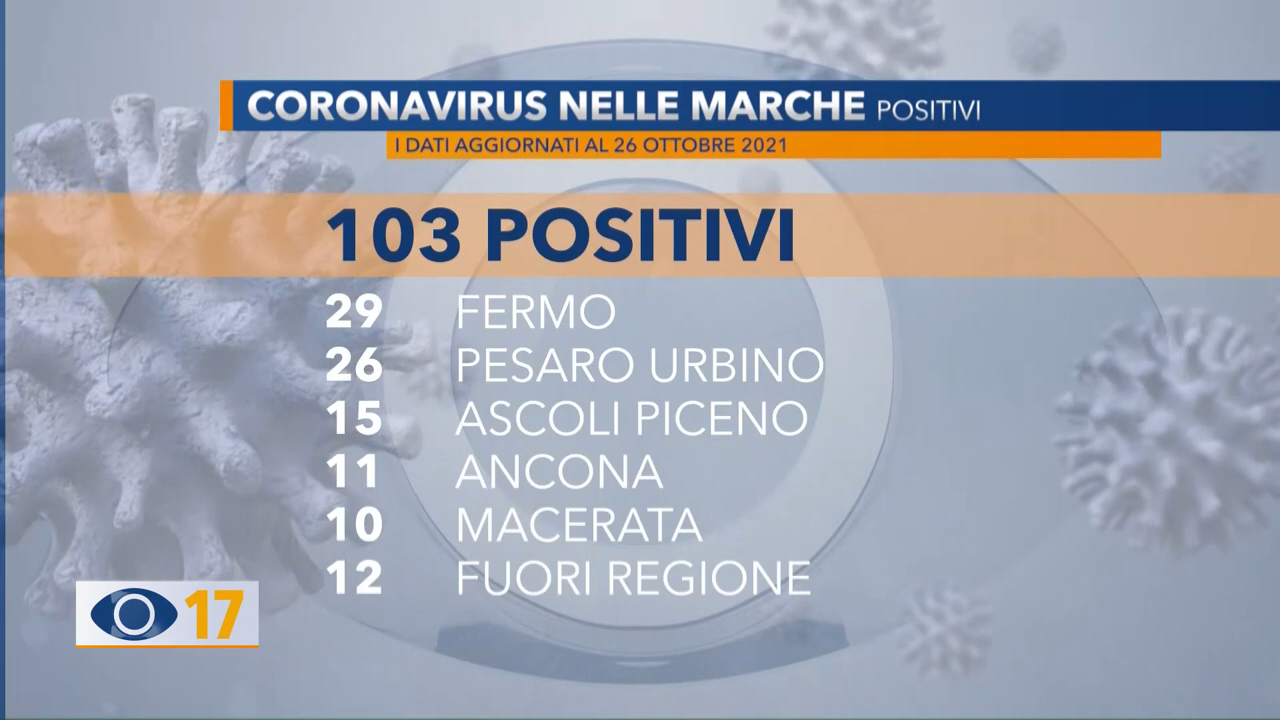 CORONAVIRUS NELLE MARCHE POSITIVI
I DATI AGGIORNATI AL 26 OTTOBRE 2021
103 POSITIVI
29 FERMO
26 PESARO URBINO
15 ASCOLI PICENO
11 ANCONA
10 MACERATA
12 FUORI REGIONE
17